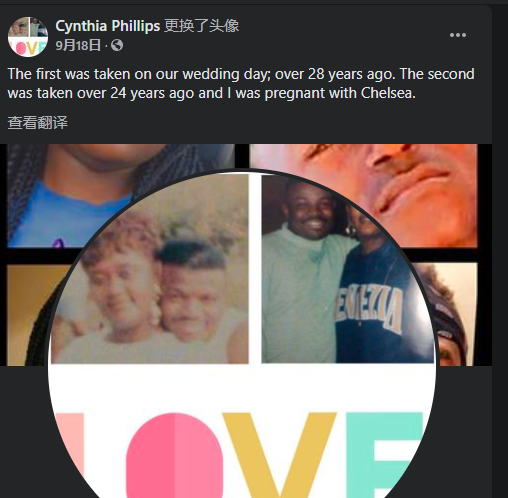 Cynthia Phillips 更换了头像
9月18日 ·
The first was taken on our wedding day; over 28 years ago. The second
was taken over 24 years ago and I was pregnant with Chelsea.
查看翻译
ENEZIA
LOVE